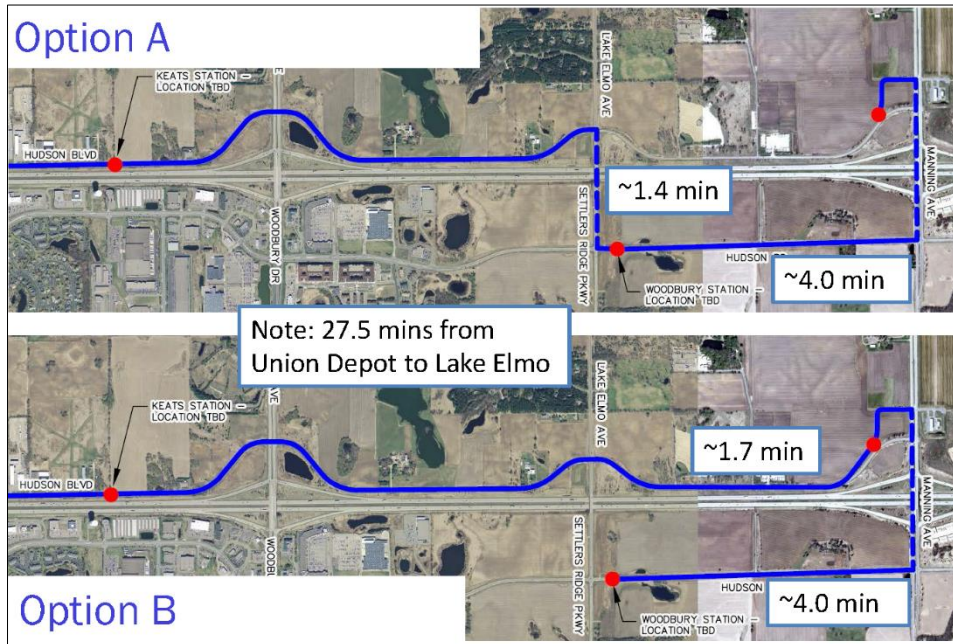 Option A
KEATS STATION –
LOCATION TBD
LAKE ELMO AVE
HUDSON BLVD
WOODBURY DR
SETTLERS RIDGE PKWY
~1.4 min
MANNING AVE
HUDSON
WOODBURY STATION –
LOCATION TBD
~4.0 min
Note: 27.5 mins from
Union Depot to Lake Elmo
KEATS STATION –
LOCATION TBD
LAKE ELMO AVE
~1.7 min
HUDSON BLVD
MANNING AVE
SETTLERS RIDGE PKWY
HUDSON
WOODBURY STATION –
LOCATION TBD
~4.0 min
Option B